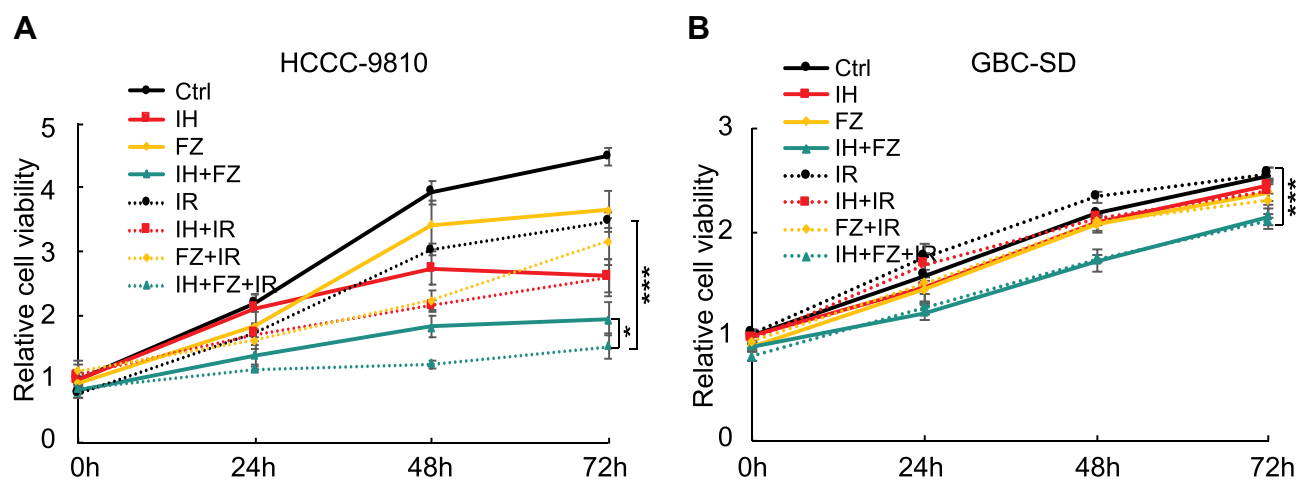 A
HCCC-9810
Ctrl
IH
FZ
IH+FZ
IR
IH+IR
FZ+IR
IH+FZ+IR
Relative cell viability
5
4
3
2
1
0
0h 24h 48h 72h
***
*
B
GBC-SD
Ctrl
IH
FZ
IH+FZ
IR
IH+IR
FZ+IR
IH+FZ+IR
Relative cell viability
3
2
1
0
0h 24h 48h 72h
***